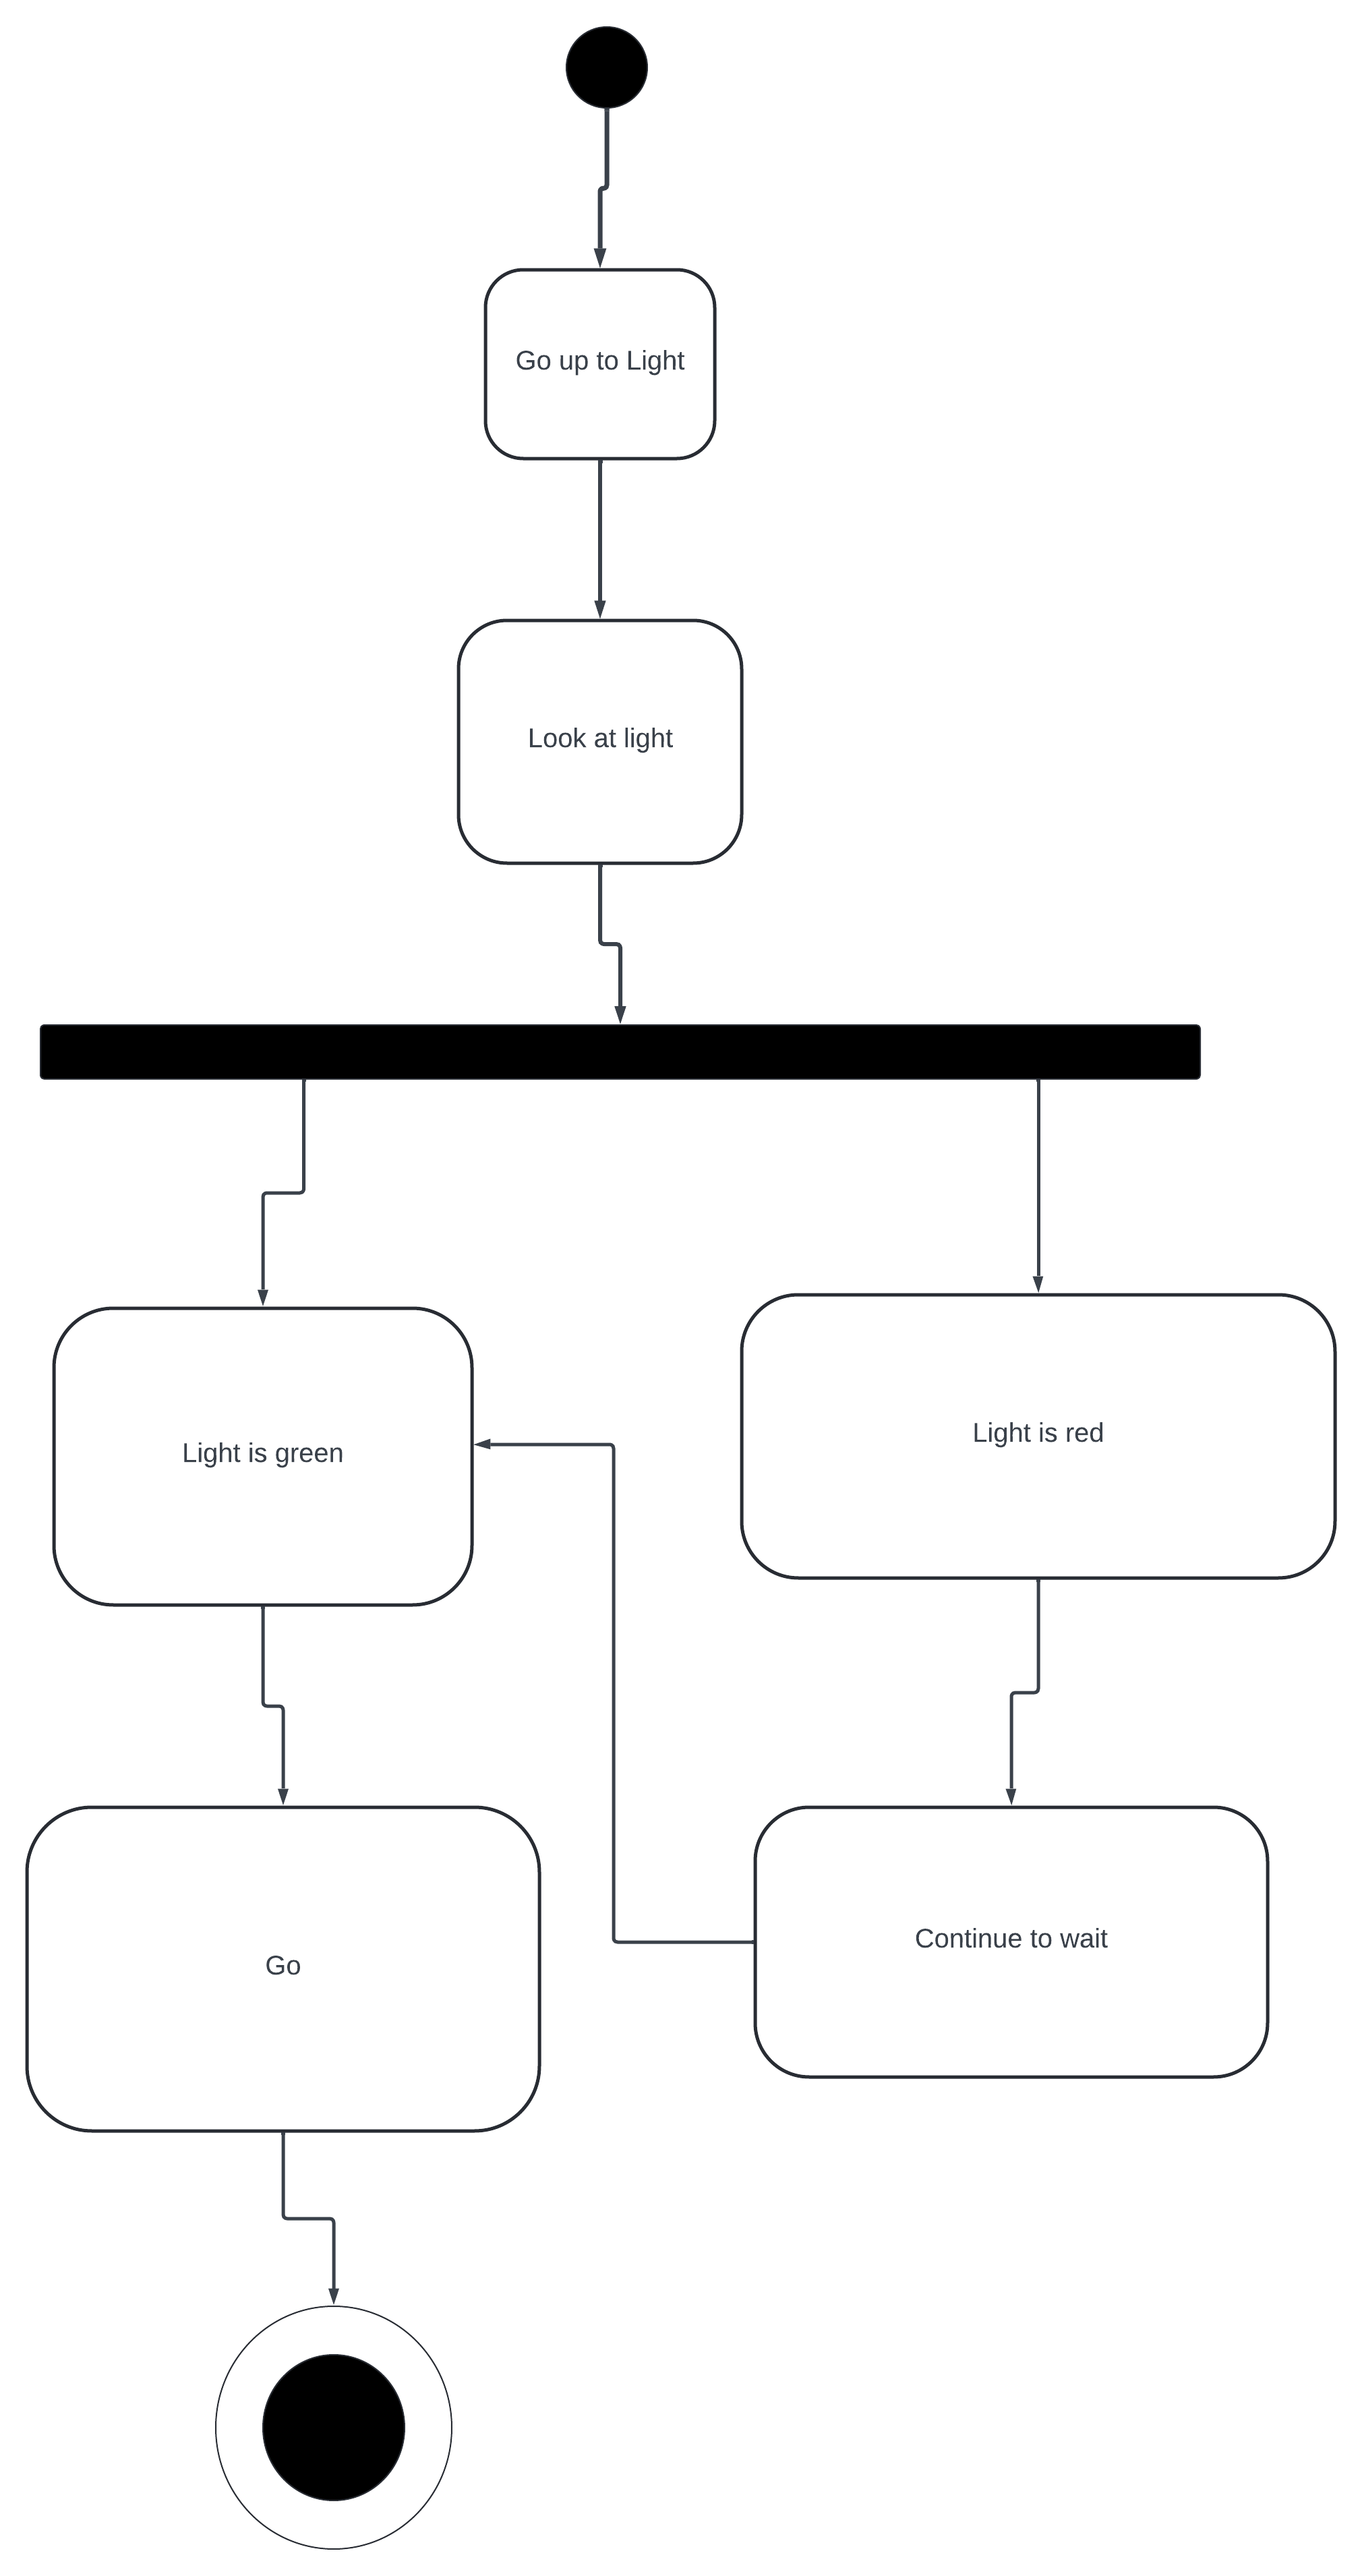 Go up to Light
Look at light
Light is green
Light is red
Go
Continue to wait